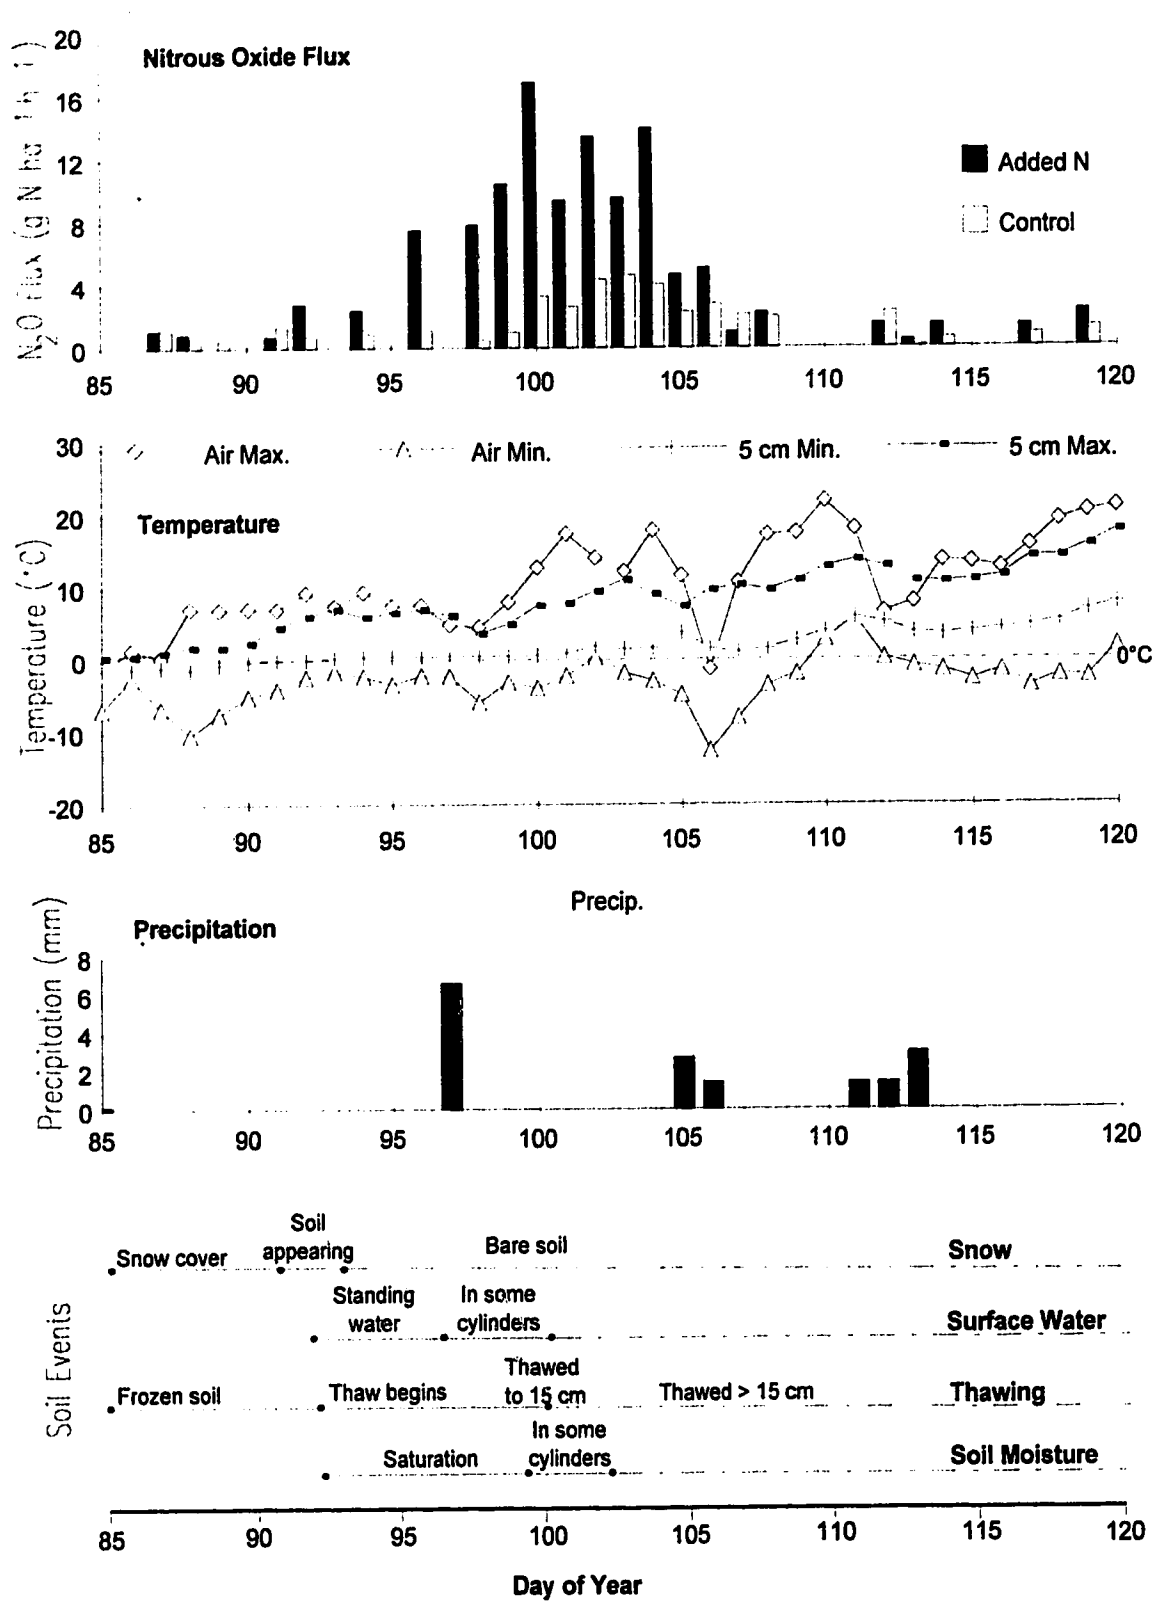 Nitrous Oxide Flux
N2O Flux (g N ha-1 h-1)
20
16
12
8
4
0
Added N
Control
85 90 95 100 105 110 115 120
Air Max. Air Min. 5 cm Min. 5 cm Max.
Temperature
Temperature (°C)
30
20
10
0
-10
-20
0°C
85 90 95 100 105 110 115 120
Precip.
Precipitation
Precipitation (mm)
8
6
4
2
0
85 90 95 100 105 110 115 120
Soil Events
Soil
appearing
Snow cover
Bare soil
Snow
Standing
water
In some
cylinders
Surface Water
Frozen soil
Thaw begins
Thawed
to 15 cm
Thawed > 15 cm
Thawing
Saturation
In some
cylinders
Soil Moisture
85 90 95 100 105 110 115 120
Day of Year